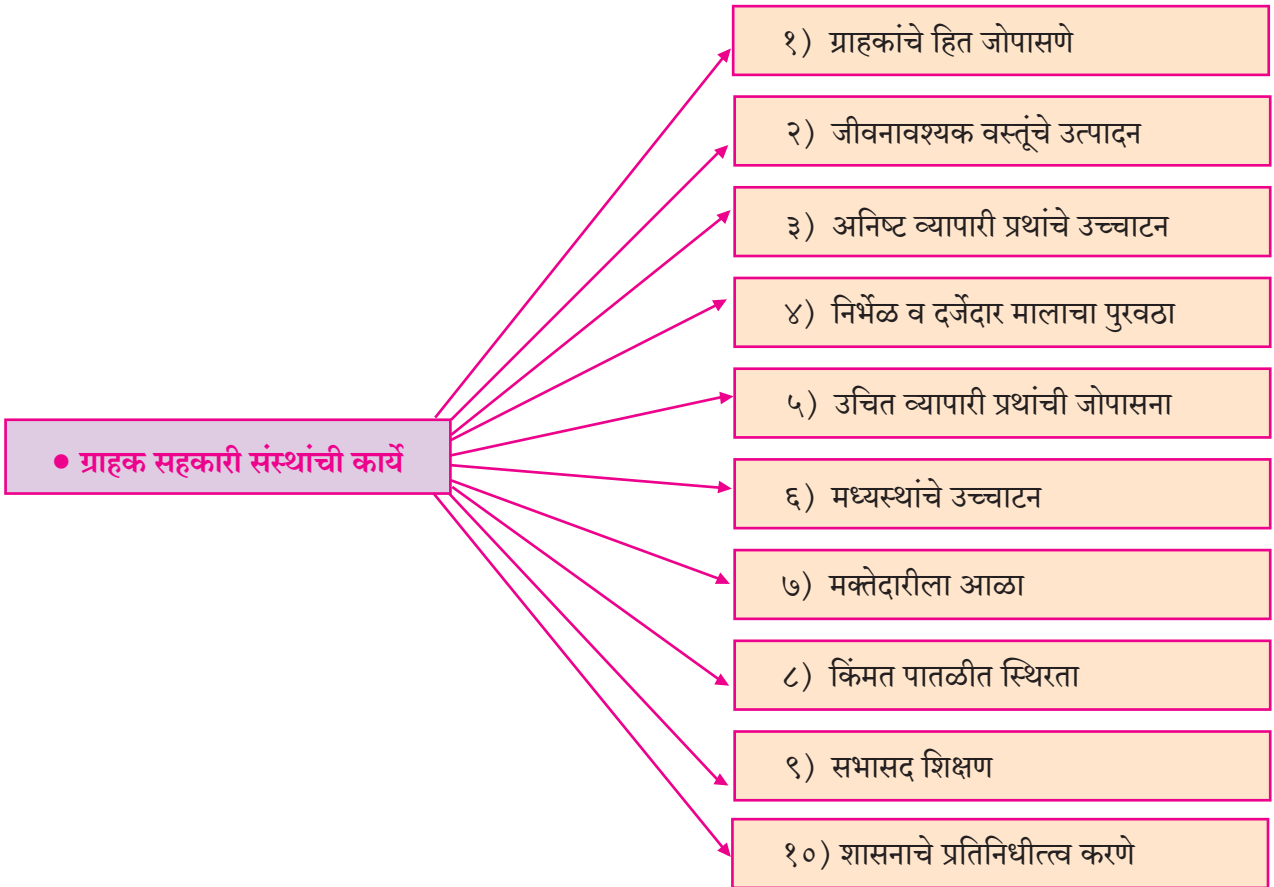 • ग्राहक सहकारी संस्थांची कार्ये
१) ग्राहकांचे हित जोपासणे
२) जीवनावश्यक वस्तूंचे उत्पादन
३) अनिष्ट व्यापारी प्रथांचे उच्चाटन
४) निर्भेळ व दर्जेदार मालाचा पुरवठा
५) उचित व्यापारी प्रथांची जोपासना
६) मध्यस्थांचे उच्चाटन
७) मक्तेदारीला आळा
८) किंमत पातळीत स्थिरता
९) सभासद शिक्षण
१०) शासनाचे प्रतिनिधीत्त्व करणे